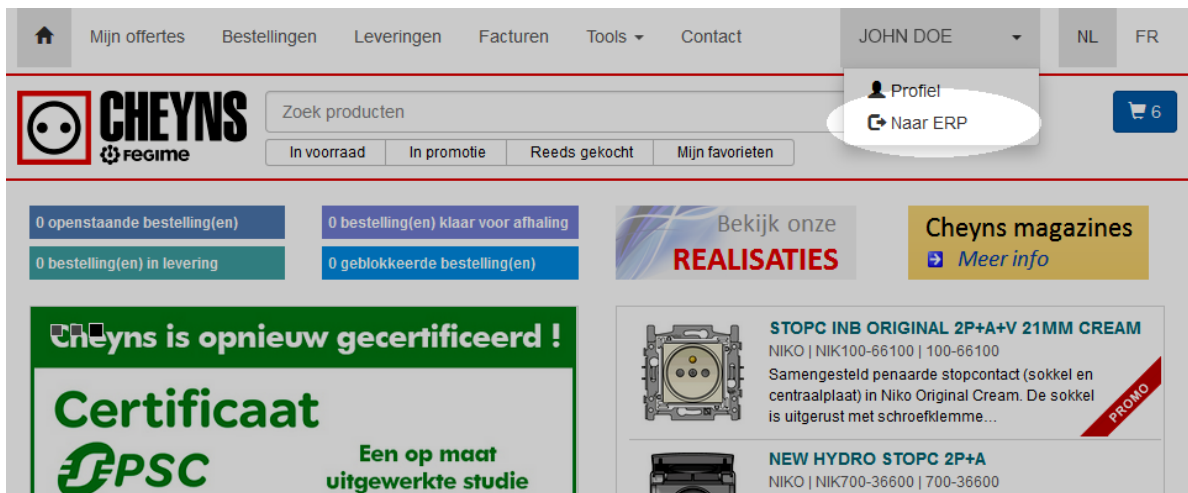 Mijn offertes Bestellingen Leveringen Facturen Tools Contact JOHN DOE NL FR
Profiel
Naar ERP
CHEYNS
FEGIME
Zoek producten
6
In voorraad In promotie Reeds gekocht Mijn favorieten
0 openstaande bestelling(en) 0 bestelling(en) klaar voor afhaling
0 bestelling(en) in levering 0 geblokkeerde bestelling(en)
Bekijk onze
REALISATIES
Cheyns magazines
Meer info
Cheyns is opnieuw gecertificeerd !
Certificaat
PSC
Een op maat
uitgewerkte studie
STOPC INB ORIGINAL 2P+A+V 21MM CREAM
NIKO | NIK100-66100 | 100-66100
Samengesteld penaarde stopcontact (sokkel en
centraalplaat) in Niko Original Cream. De sokkel
is uitgerust met schroefklemme...
PROMO
NEW HYDRO STOPC 2P+A
NIKO | NIK700-36600 | 700-36600